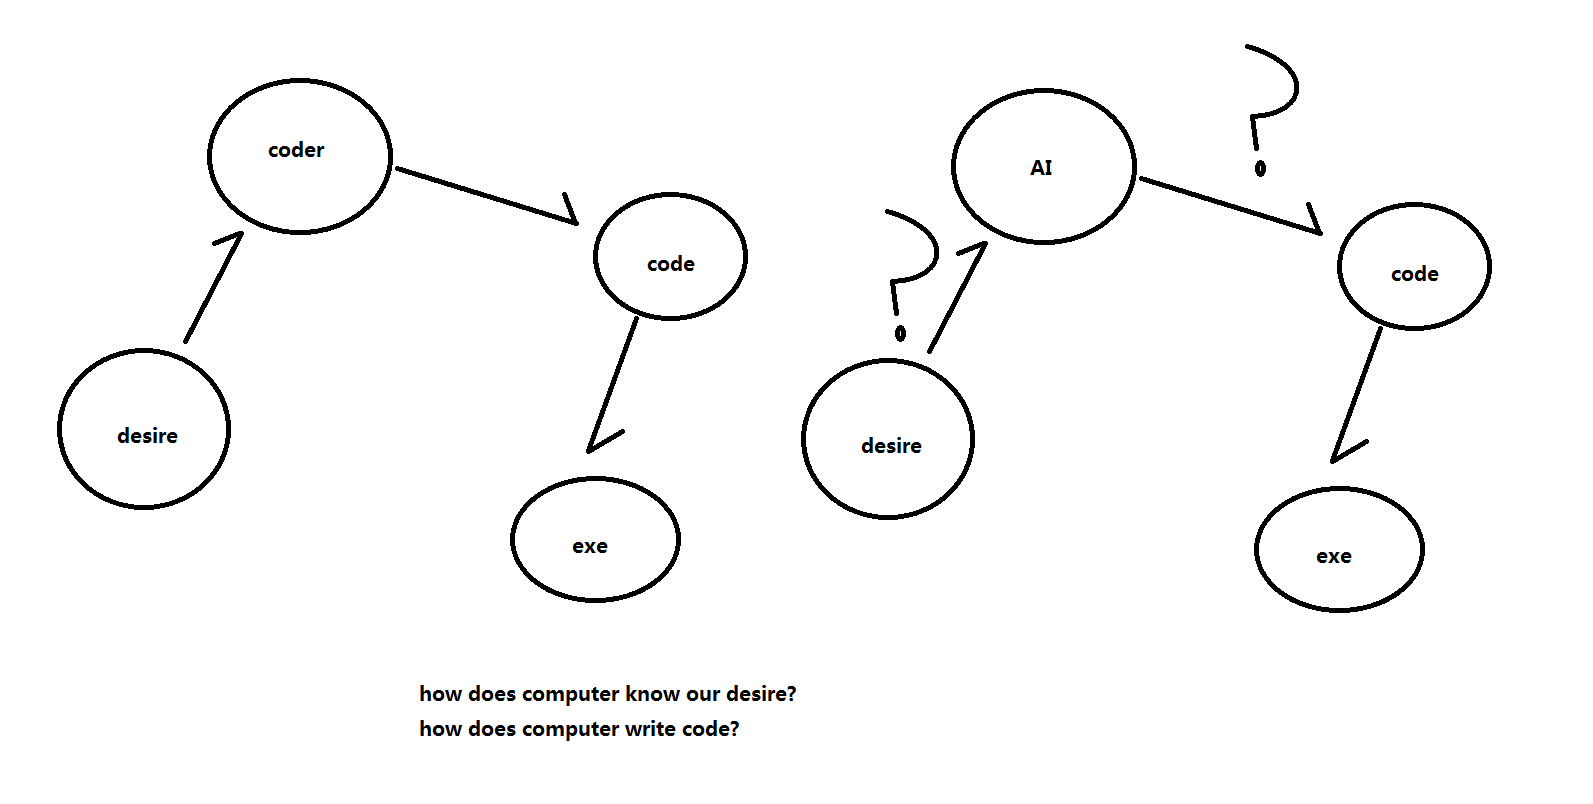 coder
code
desire
exe
?
AI
?
code
desire
exe
how does computer know our desire?
how does computer write code?